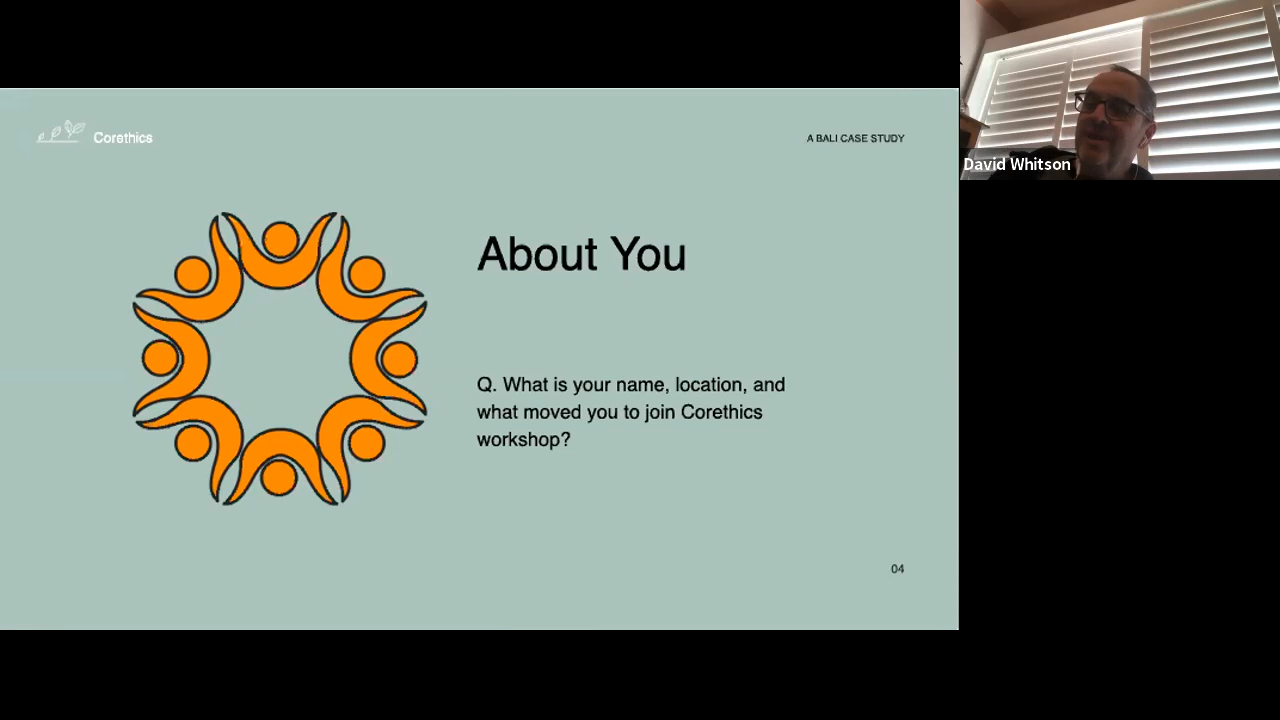 Corethics
A BALI CASE STUDY
David Whitson
About You
Q. What is your name, location, and
what moved you to join Corethics
workshop?
04